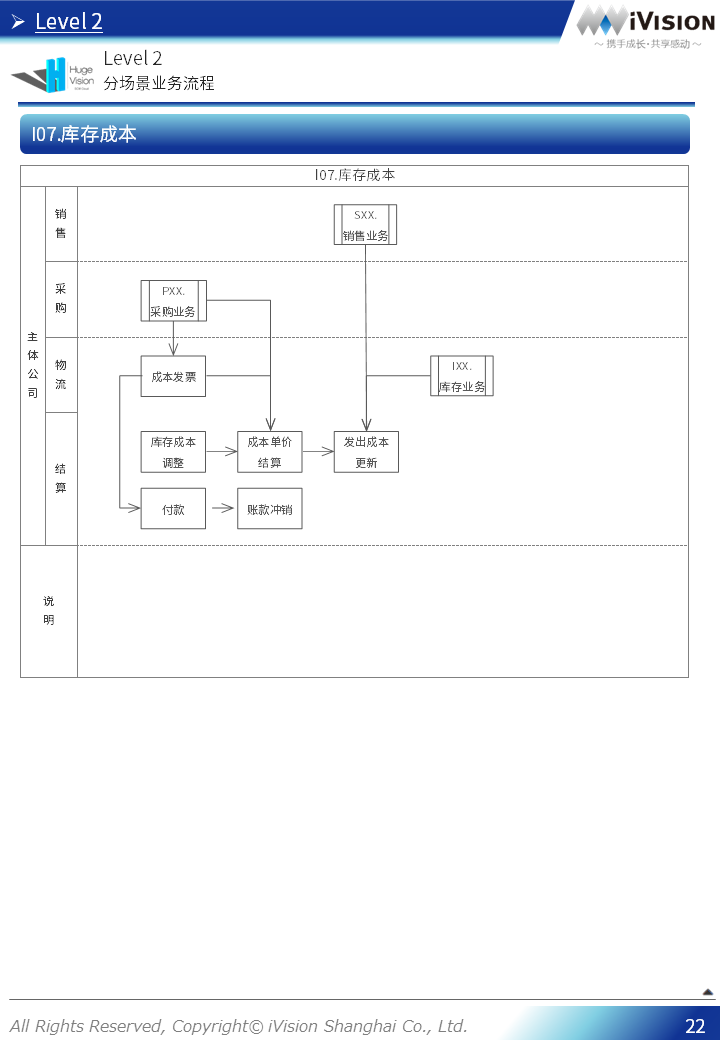 Level 2
iVision
～ 携手成长·共享感动 ～
Huge
Vision
Level 2
分场景业务流程
I07.库存成本
I07.库存成本
销
售
SXX.
销售业务
采
购
PXX.
采购业务
主
体
公
司
物
流
成本发票
IXX.
库存业务
结
算
库存成本
调整
成本单价
结算
发出成本
更新
付款
账款冲销
说
明
All Rights Reserved, Copyright© iVision Shanghai Co., Ltd.
22